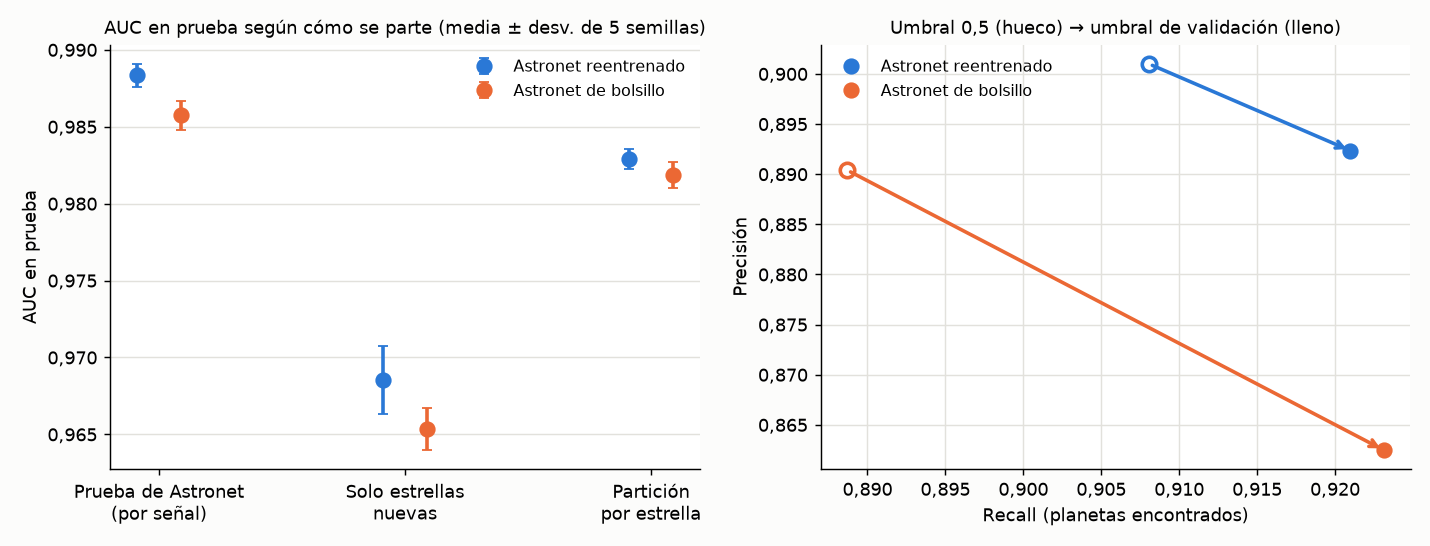 AUC en prueba según cómo se parte (media ± desv. de 5 semillas)
0,990
0,985
0,980
0,975
0,970
0,965
AUC en prueba
Astronet reentrenado
Astronet de bolsillo
Prueba de Astronet
(por señal)
Solo estrellas
nuevas
Partición
por estrella
Umbral 0,5 (hueco) → umbral de validación (lleno)
0,900
0,895
0,890
0,885
0,880
0,875
0,870
0,865
Precisión
Astronet reentrenado
Astronet de bolsillo
0,890
0,895
0,900
0,905
0,910
0,915
0,920
Recall (planetas encontrados)